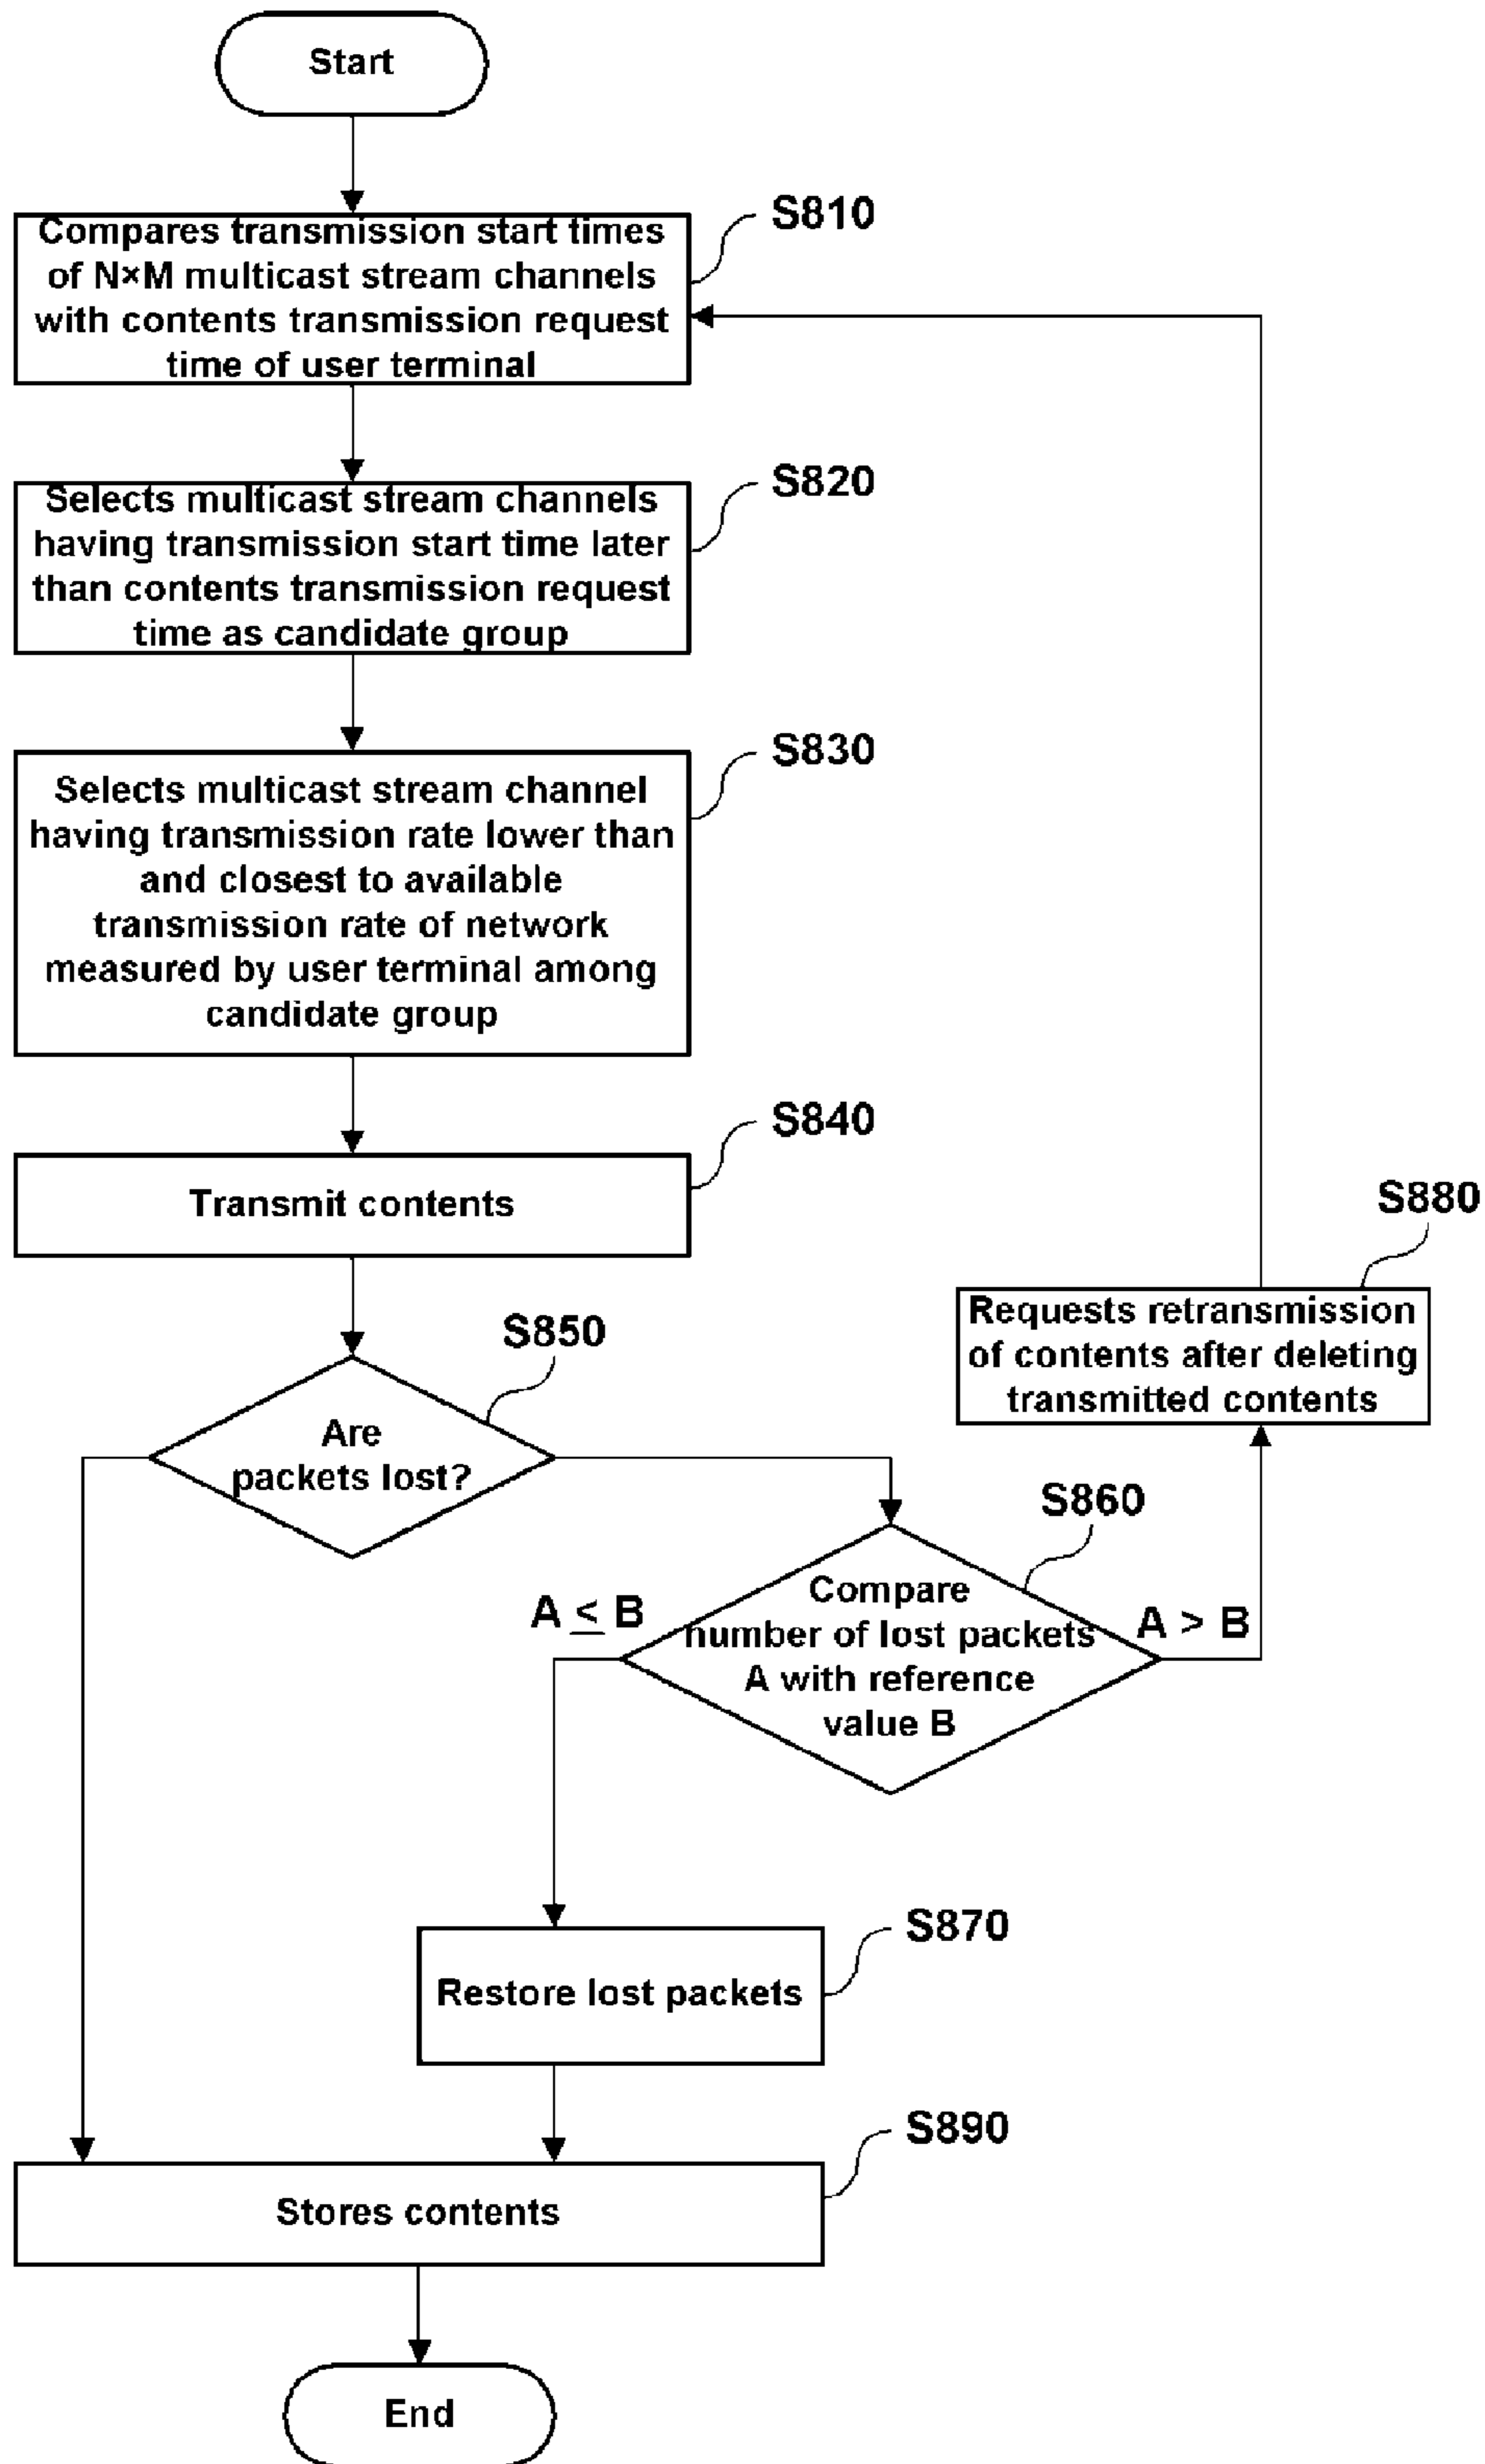 Start
S810
Compares transmission start times
of N×M multicast stream channels
with contents transmission request
time of user terminal
S820
Selects multicast stream channels
having transmission start time later
than contents transmission request
time as candidate group
S830
Selects multicast stream channel
having transmission rate lower than
and closest to available
transmission rate of network
measured by user terminal among
candidate group
S840
Transmit contents
S880
Requests retransmission
of contents after deleting
transmitted contents
S850
Are
packets lost?
S860
A ≤ B
Compare
number of lost packets
A with reference
value B
A > B
S870
Restore lost packets
S890
Stores contents
End